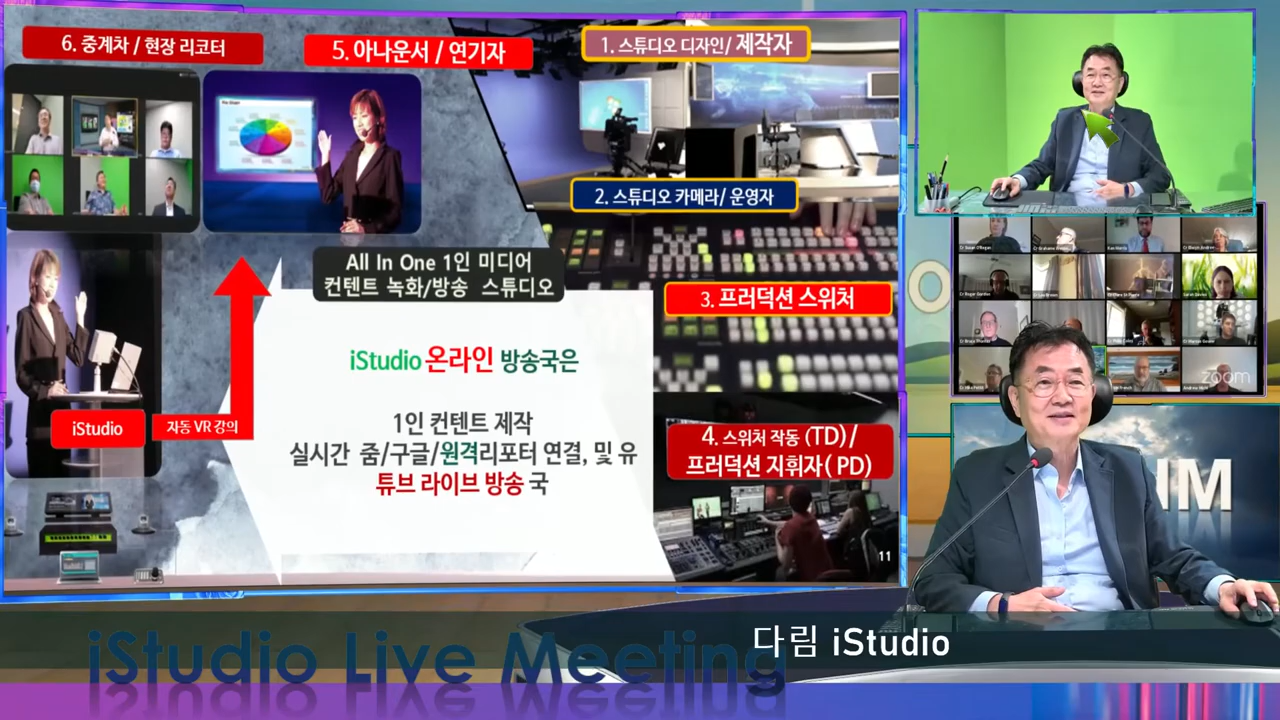 6. 중계차 / 현장 리코터
5. 아나운서 / 연기자
1. 스튜디오 디자인/ 제작자
2. 스튜디오 카메라/ 운영자
All In One 1인 미디어
컨텐트 녹화/방송 스튜디오
3. 프러덕션 스위처
iStudio 온라인 방송국은
1인 컨텐트 제작
실시간 줌/구글/원격리포터 연결, 및 유
튜브 라이브 방송 국
iStudio
자동 VR 강의
4. 스위처 작동 (TD)/
프러덕션 지휘자( PD)
11
zoom
IM
다림 iStudio
iStudio Live Meeting